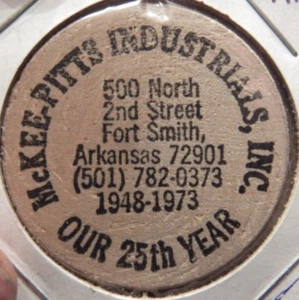 McKEE-PITTS INDUSTRIALS, INC.
500 North
2nd Street
Fort Smith,
Arkansas 72901
(501) 782-0373
1948-1973
OUR 25th YEAR